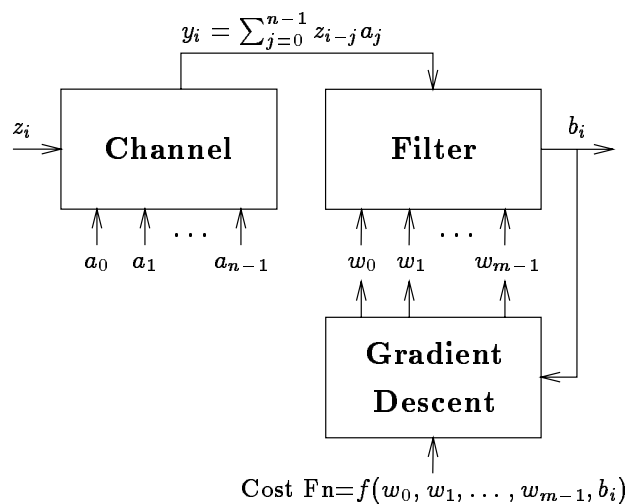 y_i = \sum_{j=0}^{n-1} z_{i-j} a_j
z_i
Channel
Filter
b_i
a_0 a_1 ... a_{n-1}
w_0 w_1 ... w_{m-1}
Gradient
Descent
Cost Fn=f(w_0, w_1, ..., w_{m-1}, b_i)